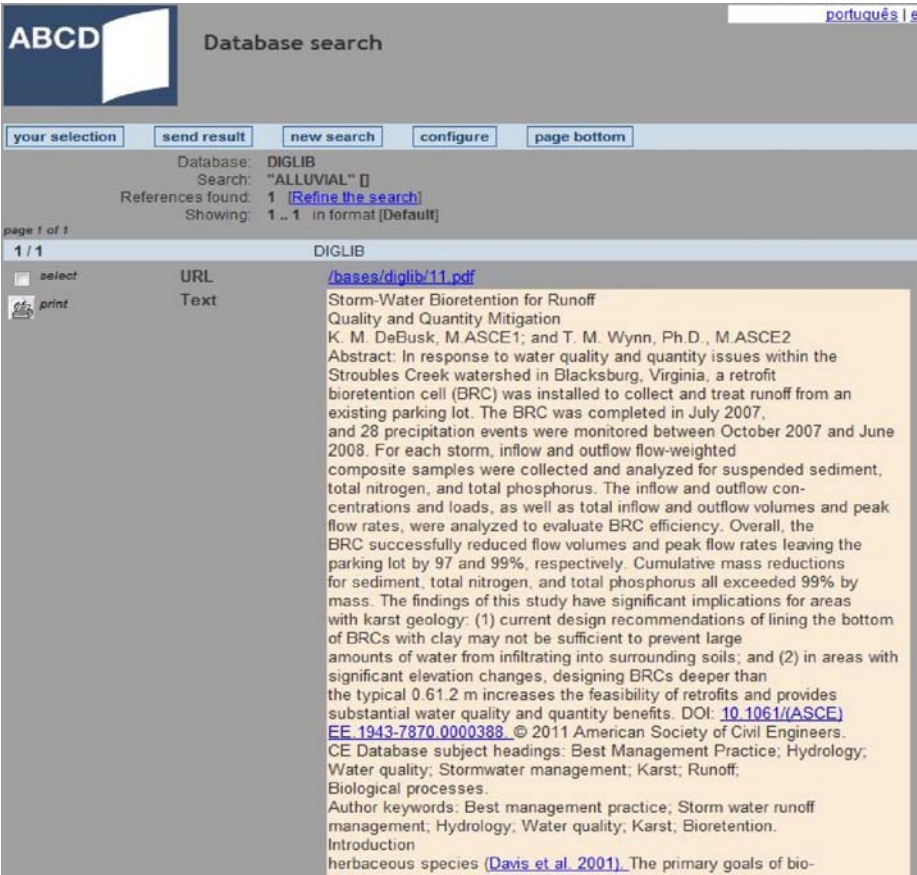 português | e
ABCD
Database search
your selection send result new search configure page bottom
Database: DIGLIB
Search: "ALLUVIAL" []
References found: 1 [Refine the search]
Showing: 1 .. 1 in format [Default]
page 1 of 1
1 / 1 DIGLIB
select URL /bases/diglib/11.pdf
print Text Storm-Water Bioretention for Runoff
Quality and Quantity Mitigation
K. M. DeBusk, M.ASCE1; and T. M. Wynn, Ph.D., M.ASCE2
Abstract: In response to water quality and quantity issues within the
Stroubles Creek watershed in Blacksburg, Virginia, a retrofit
bioretention cell (BRC) was installed to collect and treat runoff from an
existing parking lot. The BRC was completed in July 2007,
and 28 precipitation events were monitored between October 2007 and June
2008. For each storm, inflow and outflow flow-weighted
composite samples were collected and analyzed for suspended sediment,
total nitrogen, and total phosphorus. The inflow and outflow con-
centrations and loads, as well as total inflow and outflow volumes and peak
flow rates, were analyzed to evaluate BRC efficiency. Overall, the
BRC successfully reduced flow volumes and peak flow rates leaving the
parking lot by 97 and 99%, respectively. Cumulative mass reductions
for sediment, total nitrogen, and total phosphorus all exceeded 99% by
mass. The findings of this study have significant implications for areas
with karst geology: (1) current design recommendations of lining the bottom
of BRCs with clay may not be sufficient to prevent large
amounts of water from infiltrating into surrounding soils; and (2) in areas with
significant elevation changes, designing BRCs deeper than
the typical 0.61.2 m increases the feasibility of retrofits and provides
substantial water quality and quantity benefits. DOI: 10.1061/(ASCE)
EE.1943-7870.0000388. © 2011 American Society of Civil Engineers.
CE Database subject headings: Best Management Practice; Hydrology;
Water quality; Stormwater management; Karst; Runoff;
Biological processes.
Author keywords: Best management practice; Storm water runoff
management; Hydrology; Water quality; Karst; Bioretention.
Introduction
herbaceous species (Davis et al. 2001). The primary goals of bio-